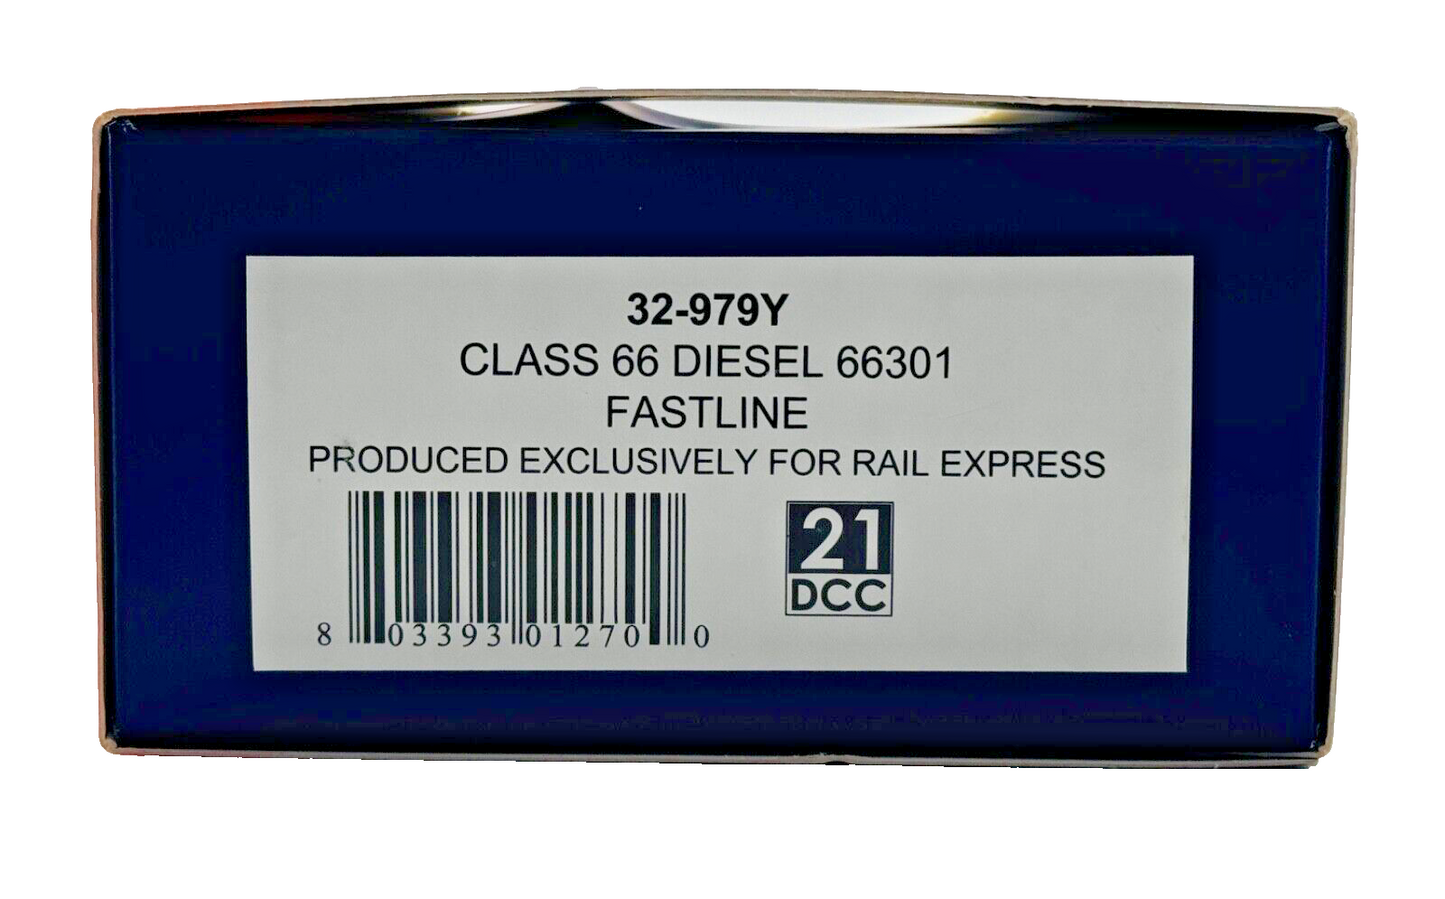 32-979Y
CLASS 66 DIESEL 66301
FASTLINE
PRODUCED EXCLUSIVELY FOR RAIL EXPRESS
21
DCC
8 03393 01270 0